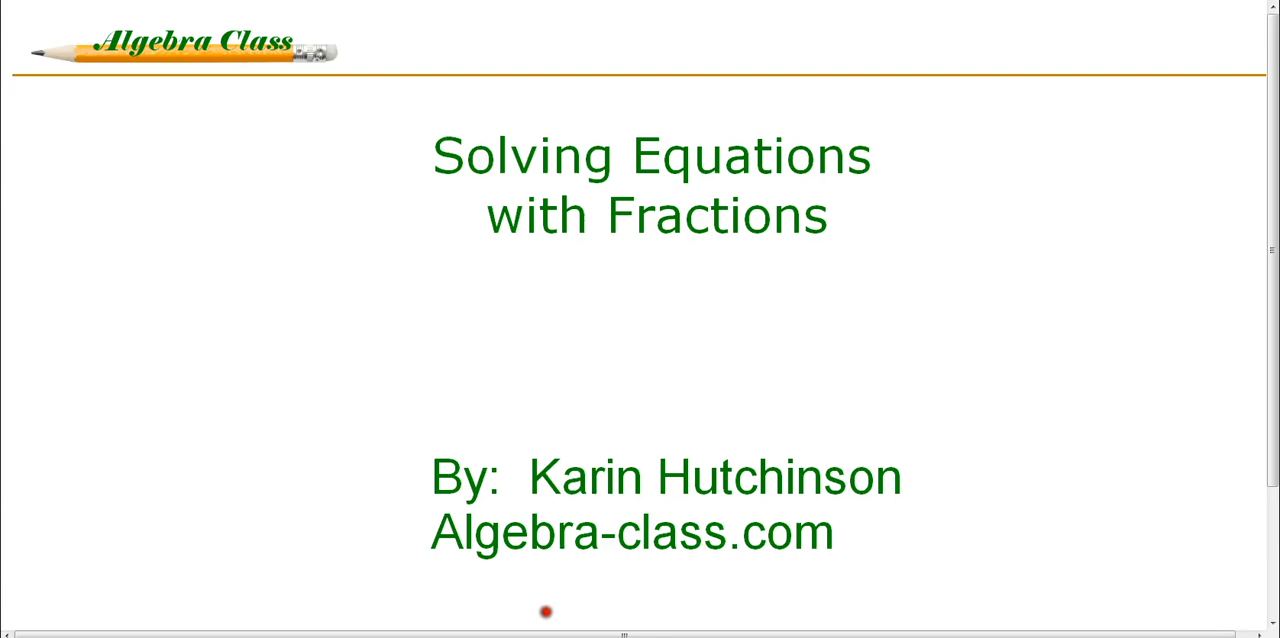 Algebra Class
Solving Equations
with Fractions
By: Karin Hutchinson
Algebra-class.com